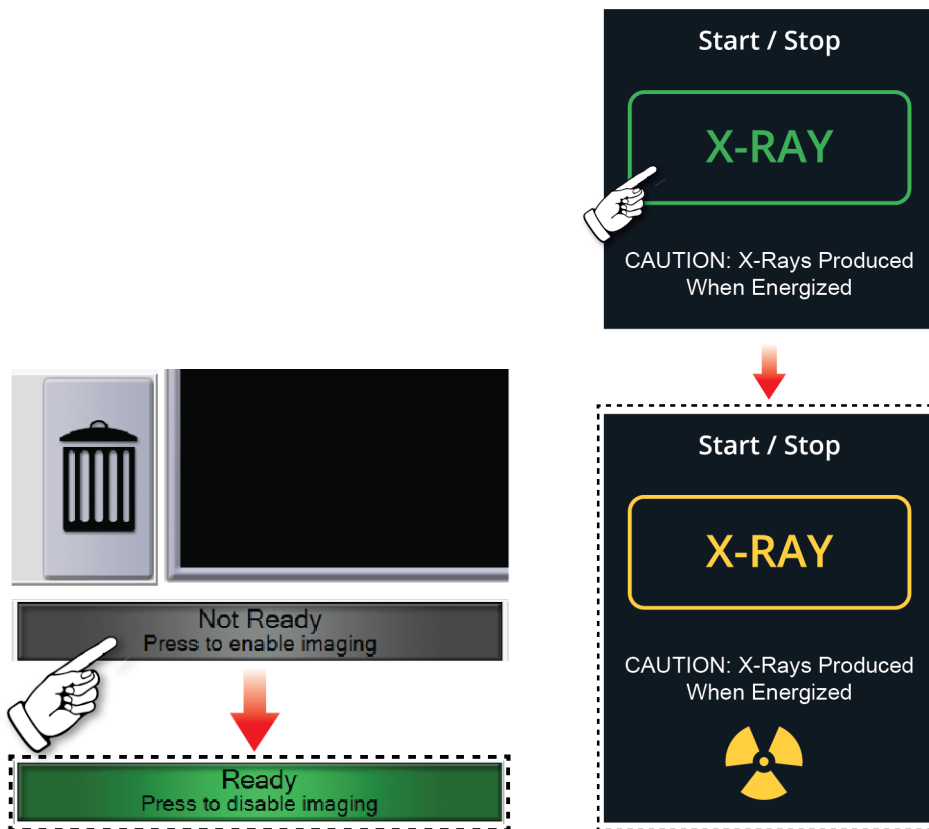 Start / Stop
X-RAY
CAUTION: X-Rays Produced
When Energized
Not Ready
Press to enable imaging
Ready
Press to disable imaging
Start / Stop
X-RAY
CAUTION: X-Rays Produced
When Energized